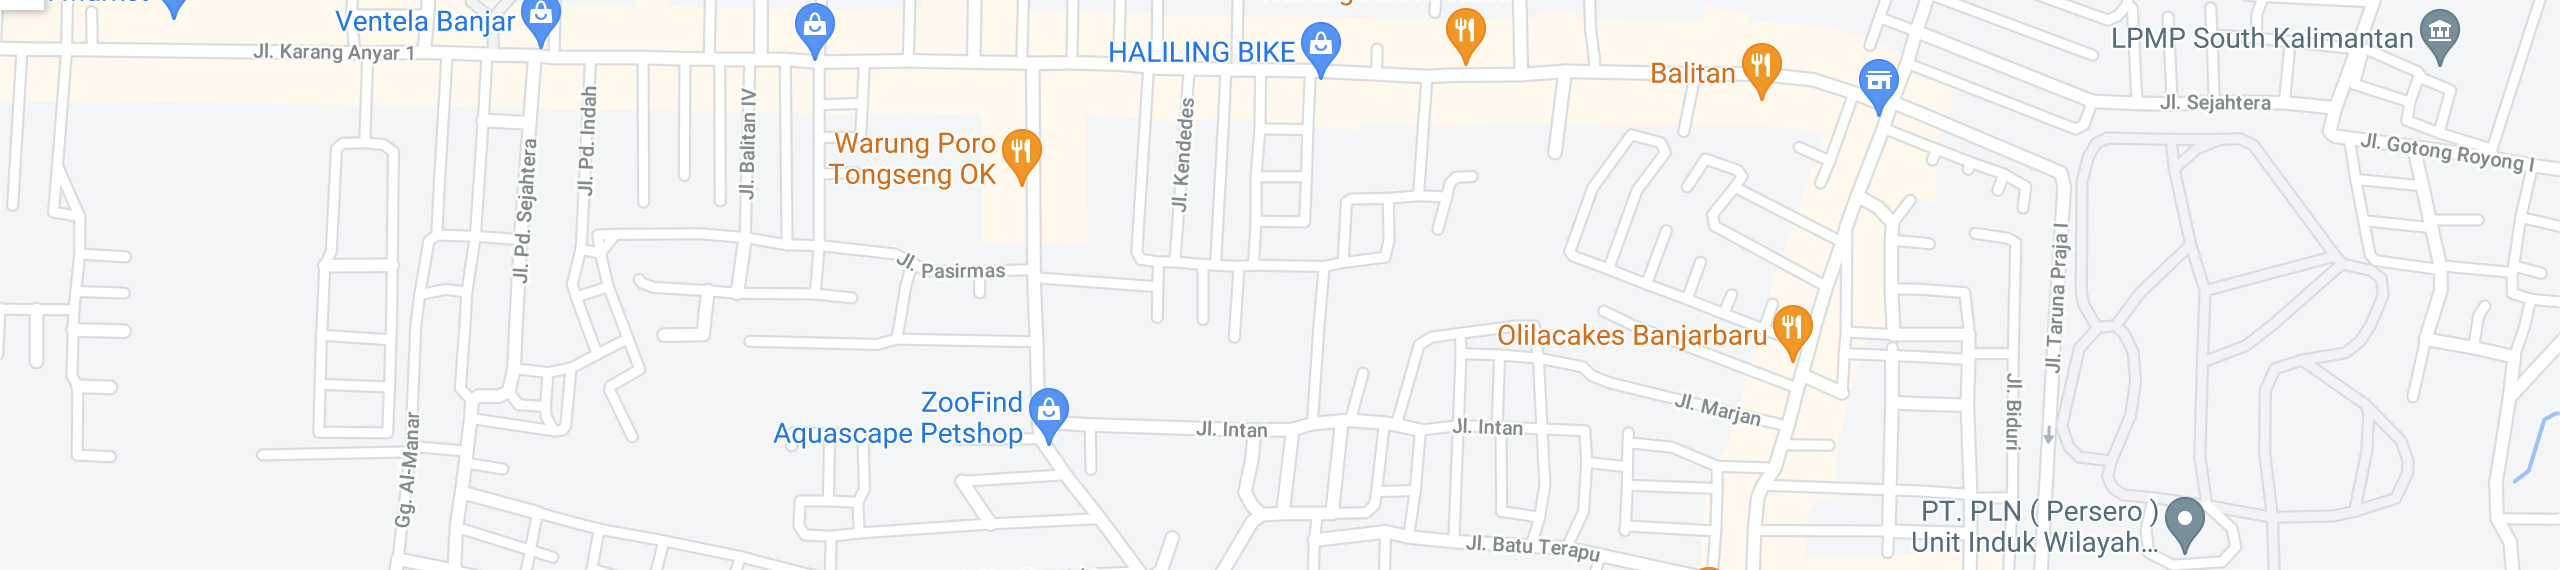 Ventela Banjar
Jl. Karang Anyar 1
HALILING BIKE
Balitan
LPMP South Kalimantan
Jl. Sejahtera
Jl. Gotong Royong I
Jl. Pd. Indah
Jl. Balitan IV
Jl. Pd. Sejahtera
Warung Poro
Tongseng OK
Jl. Kendedes
Jl. Pasirmas
Jl. Taruna Praja I
Olilacakes Banjarbaru
ZooFind
Aquascape Petshop
Gg. Al-Manar
Jl. Intan
Jl. Intan
Jl. Marjan
Jl. Biduri
Jl. Batu Terapu
PT. PLN ( Persero )
Unit Induk Wilayah...